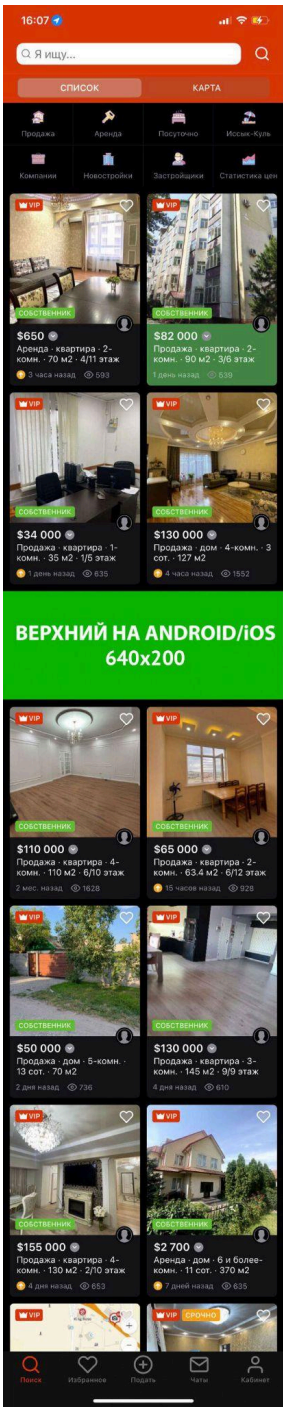 16:07
Я ищу...
СПИСОК КАРТА
Продажа Аренда Посуточно Иссык-Куль
Компании Новостройки Застройщики Статистика цен
VIP VIP
СОБСТВЕННИК СОБСТВЕННИК
$650 $82 000
Аренда · квартира · 2- Продажа · квартира · 2-
комн. · 70 м2 · 4/11 этаж комн. · 90 м2 · 3/6 этаж
3 часа назад 593 1 день назад 839
VIP VIP
СОБСТВЕННИК СОБСТВЕННИК
$34 000 $130 000
Продажа · квартира · 1- Продажа · дом · 4-комн. · 3
комн. · 35 м2 · 1/5 этаж сот. · 127 м2
1 день назад 635 4 часа назад 1552
ВЕРХНИЙ НА ANDROID/iOS
640x200
VIP VIP
СОБСТВЕННИК СОБСТВЕННИК
$110 000 $65 000
Продажа · квартира · 4- Продажа · квартира · 2-
комн. · 110 м2 · 6/10 этаж комн. · 63.4 м2 · 6/12 этаж
2 мес. назад 1628 15 часов назад 928
VIP VIP
СОБСТВЕННИК СОБСТВЕННИК
$50 000 $130 000
Продажа · дом · 5-комн. · Продажа · квартира · 3-
13 сот. · 70 м2 комн. · 145 м2 · 9/9 этаж
2 дня назад 736 4 дня назад 610
VIP VIP
СОБСТВЕННИК СОБСТВЕННИК
$155 000 $2 700
Продажа · квартира · 4- Аренда · дом · 6 и более-
комн. · 130 м2 · 2/10 этаж комн. · 11 сот. · 370 м2
4 дня назад 653 7 дней назад 635
VIP VIP СРОЧНО
Поиск Избранное Подать Чаты Кабинет